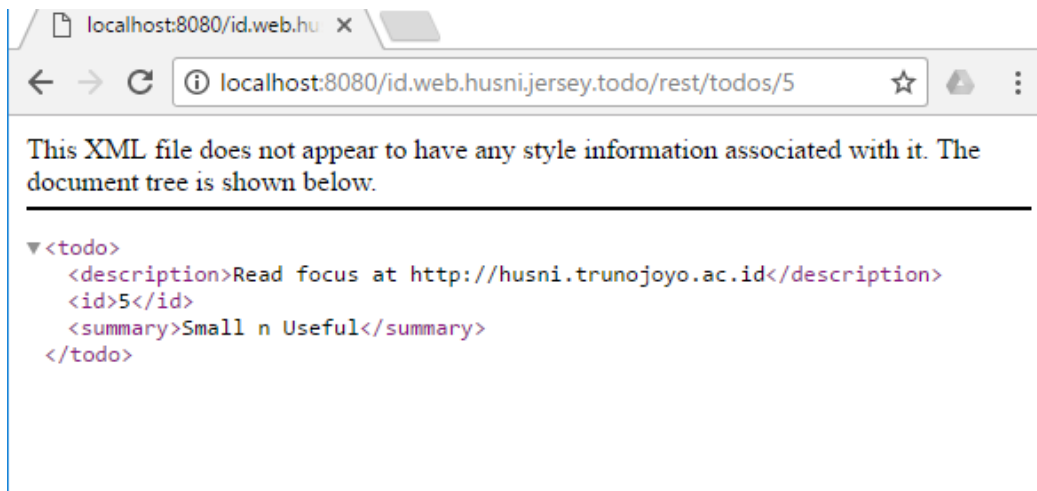 localhost:8080/id.web.hu
localhost:8080/id.web.husni.jersey.todo/rest/todos/5
This XML file does not appear to have any style information associated with it. The
document tree is shown below.
<todo>
<description>Read focus at http://husni.trunojoyo.ac.id</description>
<id>5</id>
<summary>Small n Useful</summary>
</todo>